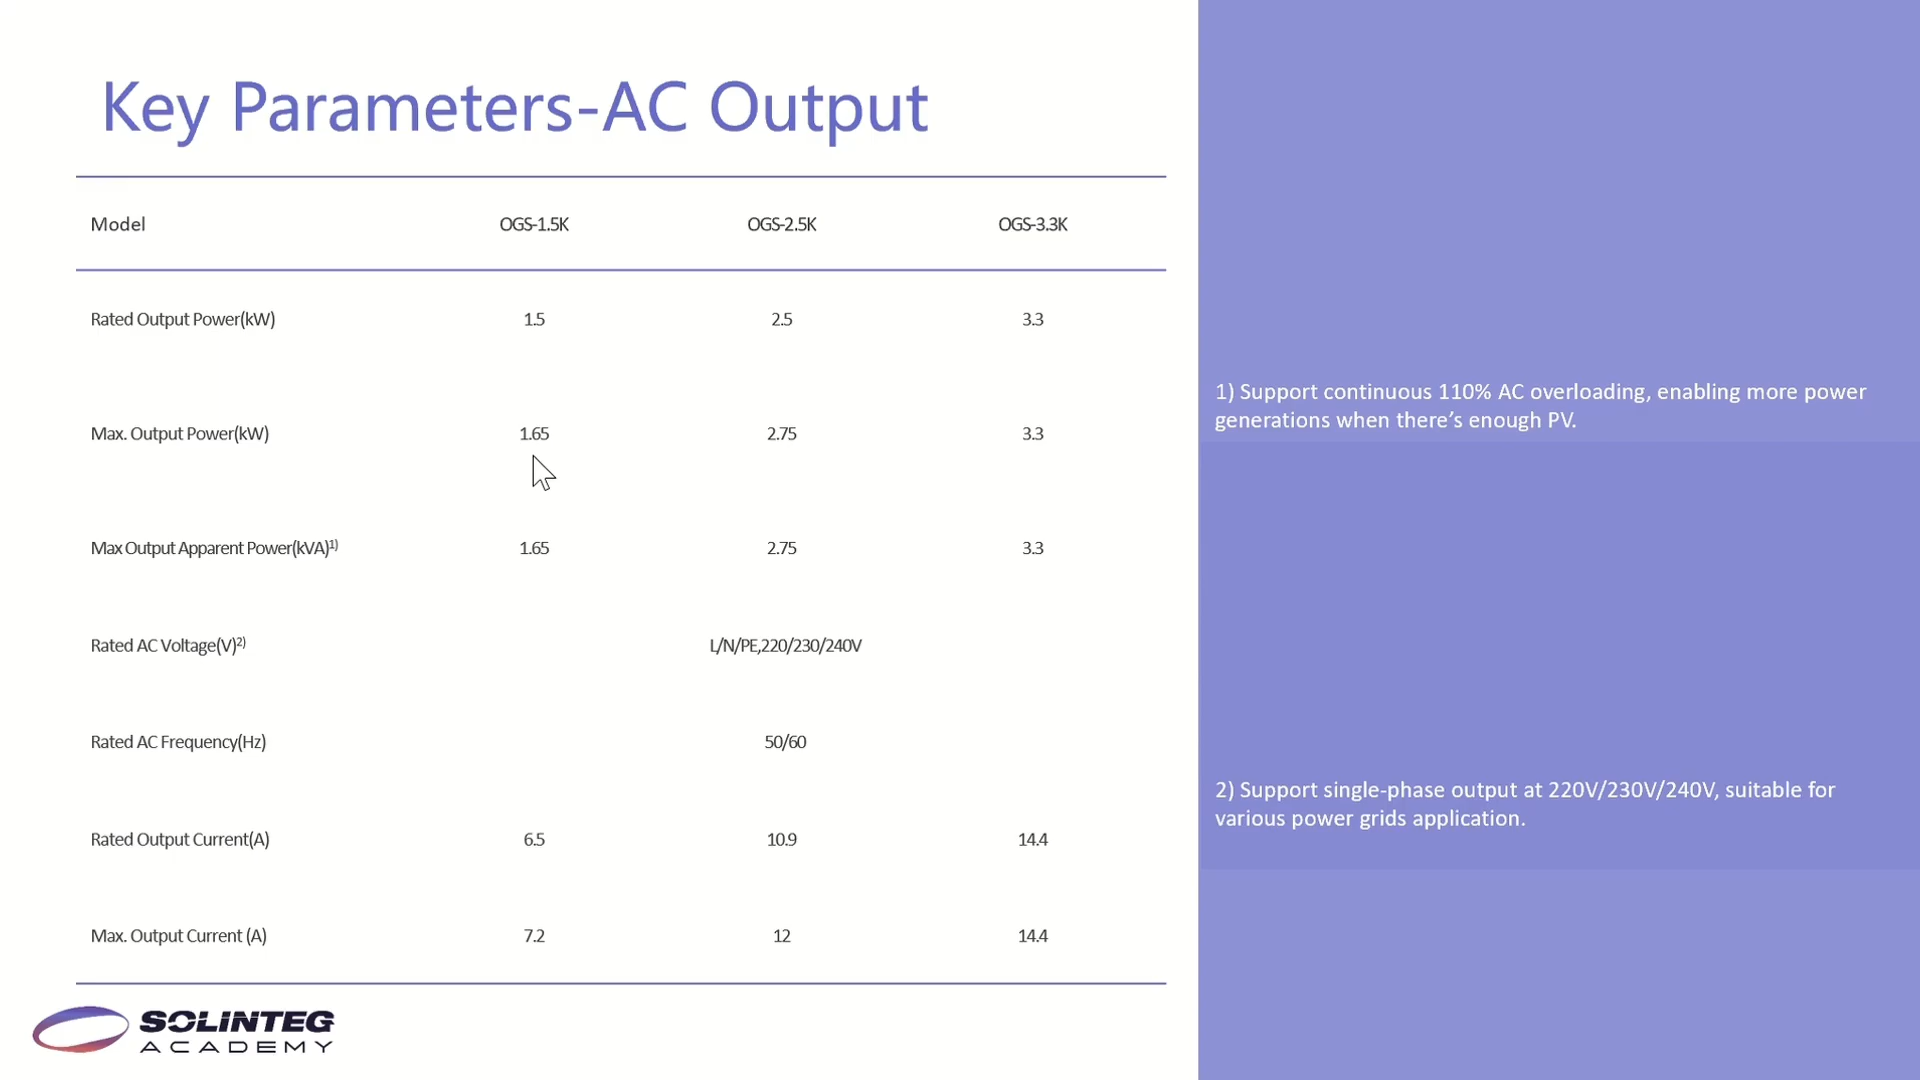 Key Parameters-AC Output
Model OGS-1.5K OGS-2.5K OGS-3.3K
Rated Output Power(kW) 1.5 2.5 3.3
Max. Output Power(kW) 1.65 2.75 3.3
Max Output Apparent Power(kVA)1) 1.65 2.75 3.3
Rated AC Voltage(V)2) L/N/PE,220/230/240V
Rated AC Frequency(Hz) 50/60
Rated Output Current(A) 6.5 10.9 14.4
Max. Output Current (A) 7.2 12 14.4
1) Support continuous 110% AC overloading, enabling more power
generations when there’s enough PV.
2) Support single-phase output at 220V/230V/240V, suitable for
various power grids application.
SOLINTEG
ACADEMY